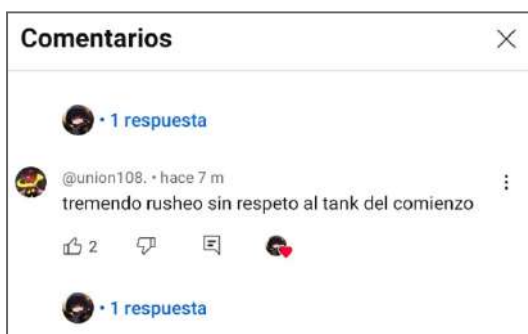 Comentarios
• 1 respuesta
@union108. • hace 7 m
tremendo rusheo sin respeto al tank del comienzo
2
• 1 respuesta